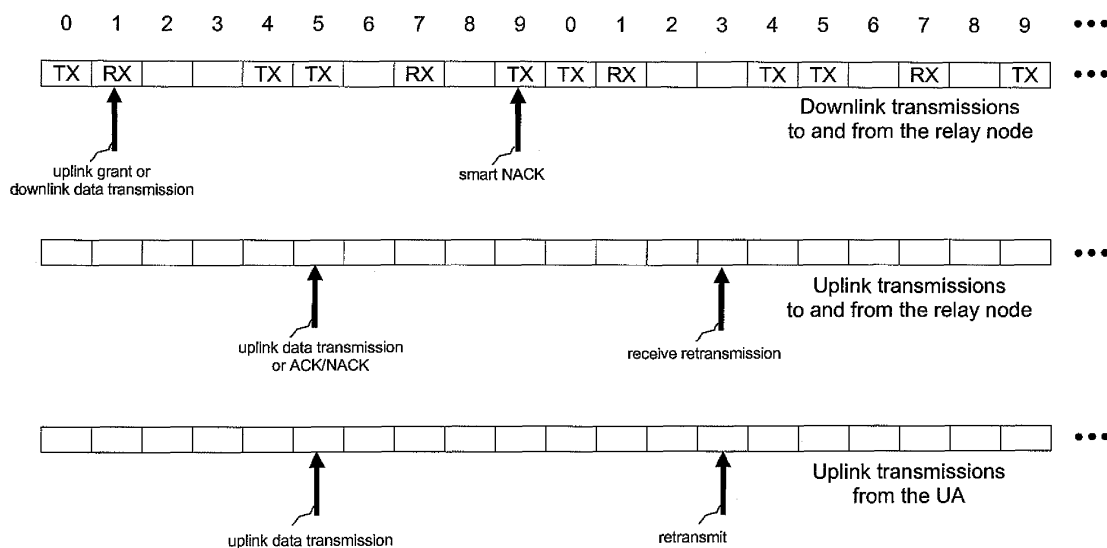 0 1 2 3 4 5 6 7 8 9 0 1 2 3 4 5 6 7 8 9 •••
TX RX TX TX RX TX TX RX TX TX RX TX •••
Downlink transmissions
to and from the relay node
uplink grant or
downlink data transmission
smart NACK
•••
Uplink transmissions
to and from the relay node
uplink data transmission
or ACK/NACK
receive retransmission
•••
Uplink transmissions
from the UA
uplink data transmission
retransmit